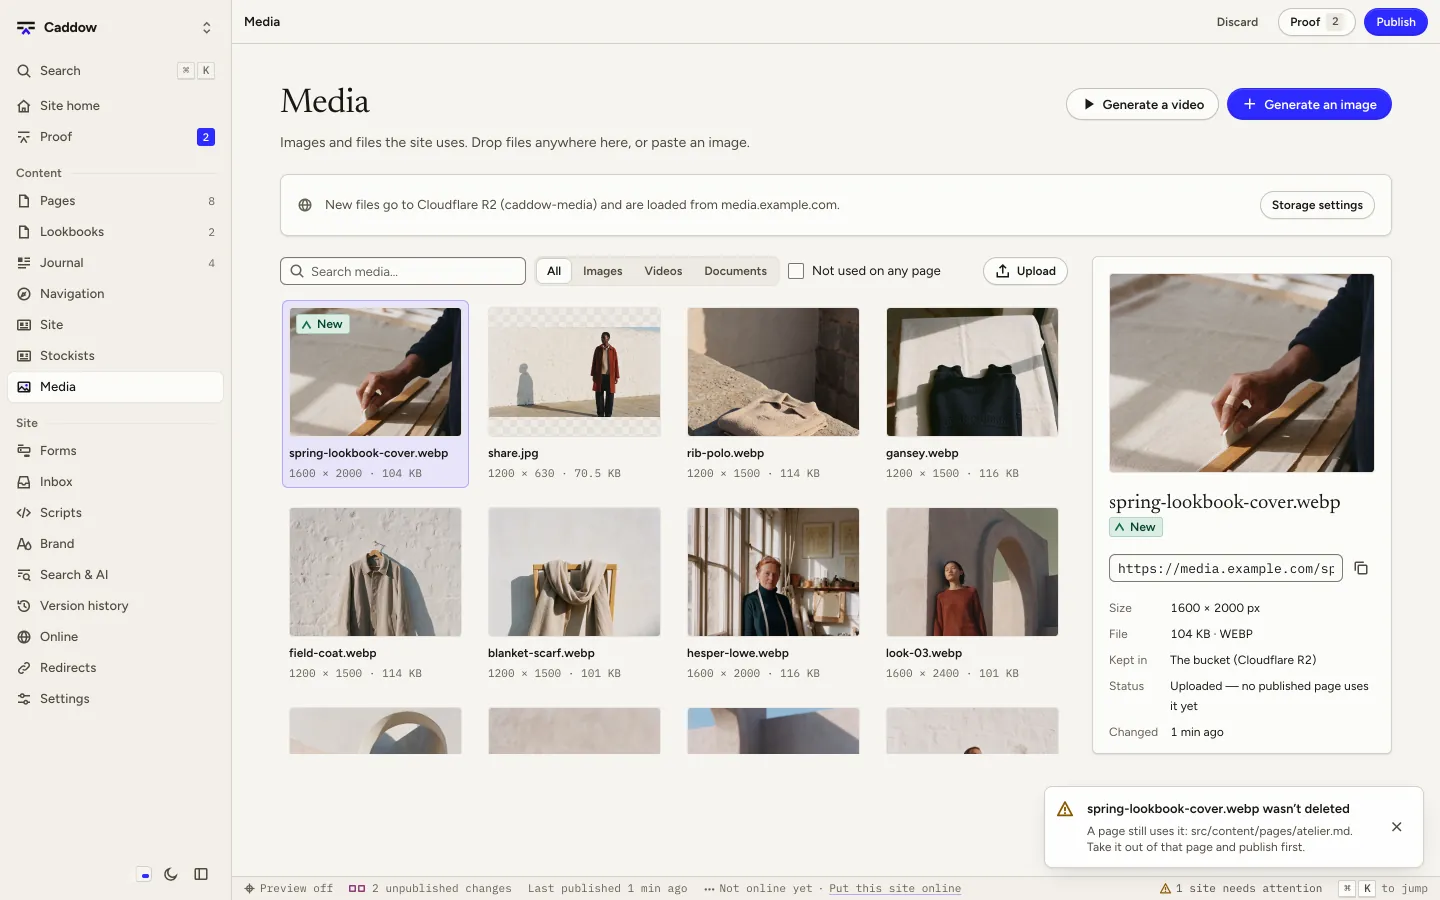 Caddow
Search
⌘ K
Site home
Proof
2
Content
Pages
8
Lookbooks
2
Journal
4
Navigation
Site
Stockists
Media
Site
Forms
Inbox
Scripts
Brand
Search & AI
Version history
Online
Redirects
Settings
Media
Discard
Proof 2
Publish
Media
Generate a video
Generate an image
Images and files the site uses. Drop files anywhere here, or paste an image.
New files go to Cloudflare R2 (caddow-media) and are loaded from media.example.com.
Storage settings
Search media...
All
Images
Videos
Documents
Not used on any page
Upload
New
spring-lookbook-cover.webp
1600 × 2000 · 104 KB
share.jpg
1200 × 630 · 70.5 KB
rib-polo.webp
1200 × 1500 · 114 KB
gansey.webp
1200 × 1500 · 116 KB
field-coat.webp
1200 × 1500 · 114 KB
blanket-scarf.webp
1200 × 1500 · 101 KB
hesper-lowe.webp
1600 × 2000 · 116 KB
look-03.webp
1600 × 2400 · 101 KB
spring-lookbook-cover.webp
New
https://media.example.com/sp
Size 1600 × 2000 px
File 104 KB · WEBP
Kept in The bucket (Cloudflare R2)
Status Uploaded — no published page uses
it yet
Changed 1 min ago
spring-lookbook-cover.webp wasn’t deleted
A page still uses it: src/content/pages/atelier.md.
Take it out of that page and publish first.
Preview off
2 unpublished changes
Last published 1 min ago
Not online yet · Put this site online
1 site needs attention
⌘ K to jump